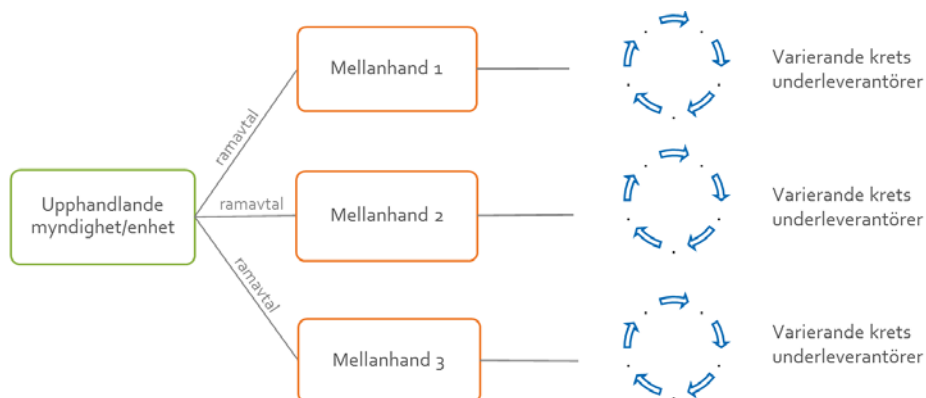 Upphandlande
myndighet/enhet
ramavtal
Mellanhand 1
Varierande krets
underleverantörer
ramavtal
Mellanhand 2
Varierande krets
underleverantörer
ramavtal
Mellanhand 3
Varierande krets
underleverantörer